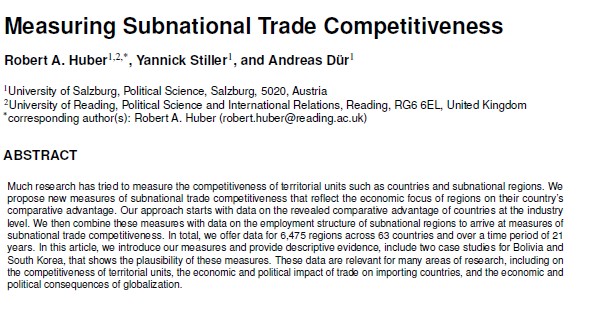 Measuring Subnational Trade Competitiveness
Robert A. Huber1,2,*, Yannick Stiller1, and Andreas Dür1
1University of Salzburg, Political Science, Salzburg, 5020, Austria
2University of Reading, Political Science and International Relations, Reading, RG6 6EL, United Kingdom
*corresponding author(s): Robert A. Huber (robert.huber@reading.ac.uk)
ABSTRACT
Much research has tried to measure the competitiveness of territorial units such as countries and subnational regions. We
propose new measures of subnational trade competitiveness that reflect the economic focus of regions on their country's
comparative advantage. Our approach starts with data on the revealed comparative advantage of countries at the industry
level. We then combine these measures with data on the employment structure of subnational regions to arrive at measures of
subnational trade competitiveness. In total, we offer data for 6,475 regions across 63 countries and over a time period of 21
years. In this article, we introduce our measures and provide descriptive evidence, include two case studies for Bolivia and
South Korea, that shows the plausibility of these measures. These data are relevant for many areas of research, including on
the competitiveness of territorial units, the economic and political impact of trade on importing countries, and the economic and
political consequences of globalization.